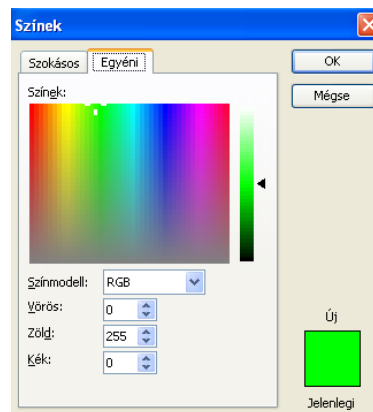 Színek
Szokásos Egyéni
OK
Mégse
Színek:
Színmodell: RGB
Vörös: 0
Zöld: 255
Kék: 0
Új
Jelenlegi